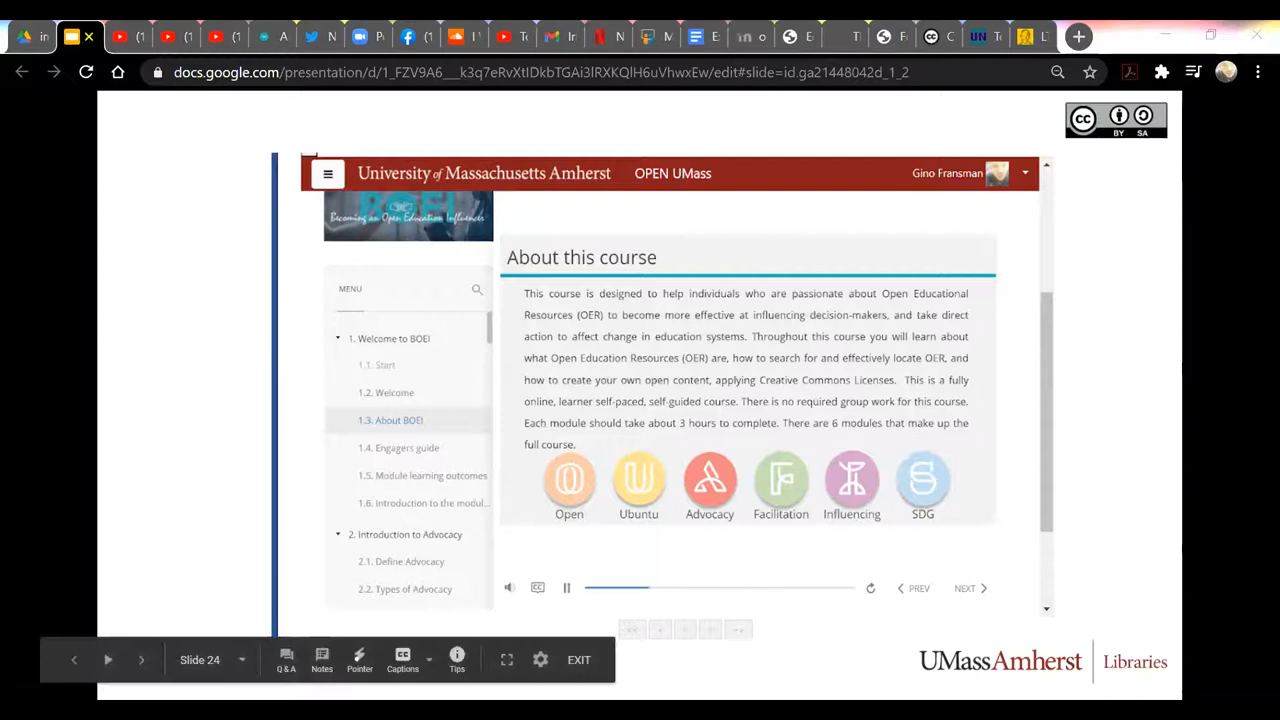 docs.google.com/presentation/d/1_FZV9A6___k3q7eRvXtIDkbTGAi3lRXKQlH6uVhwxEw/edit#slide=id.ga21448042d_1_2
CC BY SA
University of Massachusetts Amherst OPEN UMass Gino Fransman
BOEI
Becoming an Open Education Influencer
About this course
MENU
This course is designed to help individuals who are passionate about Open Educational
Resources (OER) to become more effective at influencing decision-makers, and take direct
action to affect change in education systems. Throughout this course you will learn about
what Open Education Resources (OER) are, how to search for and effectively locate OER, and
how to create your own open content, applying Creative Commons Licenses. This is a fully
online, learner self-paced, self-guided course. There is no required group work for this course.
Each module should take about 3 hours to complete. There are 6 modules that make up the
full course.
1. Welcome to BOEI
1.1. Start
1.2. Welcome
1.3. About BOEI
1.4. Engagers guide
1.5. Module learning outcomes
1.6. Introduction to the modul...
2. Introduction to Advocacy
2.1. Define Advocacy
2.2. Types of Advocacy
Open Ubuntu Advocacy Facilitation Influencing SDG
CC PREV NEXT
Slide 24 Q & A Notes Pointer Captions Tips EXIT
UMassAmherst Libraries